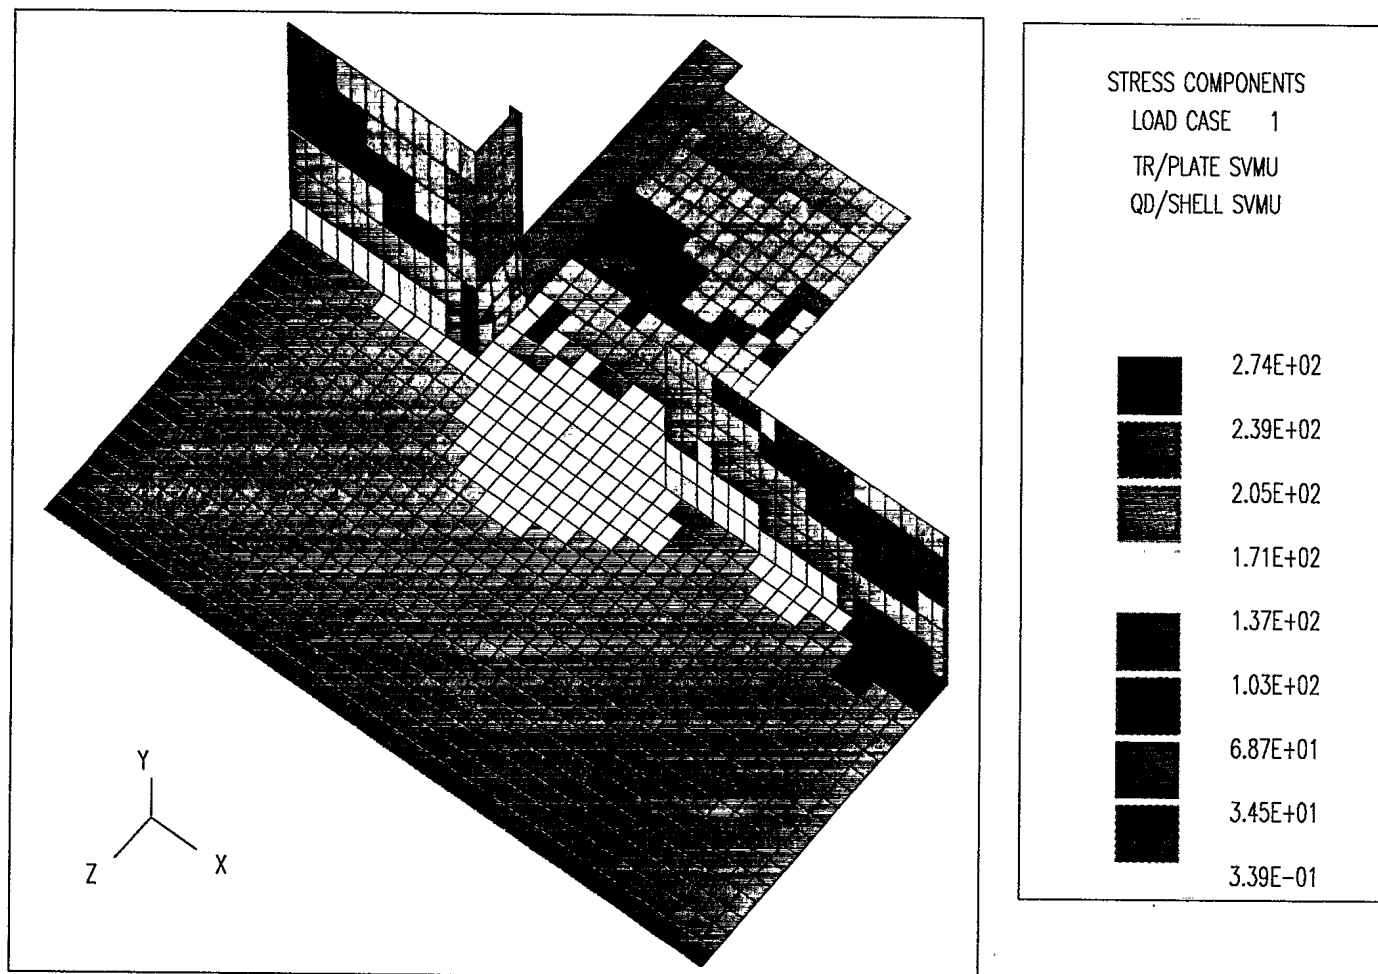 STRESS COMPONENTS
LOAD CASE 1
TR/PLATE SVMU
QD/SHELL SVMU
2.74E+02
2.39E+02
2.05E+02
1.71E+02
1.37E+02
1.03E+02
6.87E+01
3.45E+01
3.39E-01
Y
Z
X